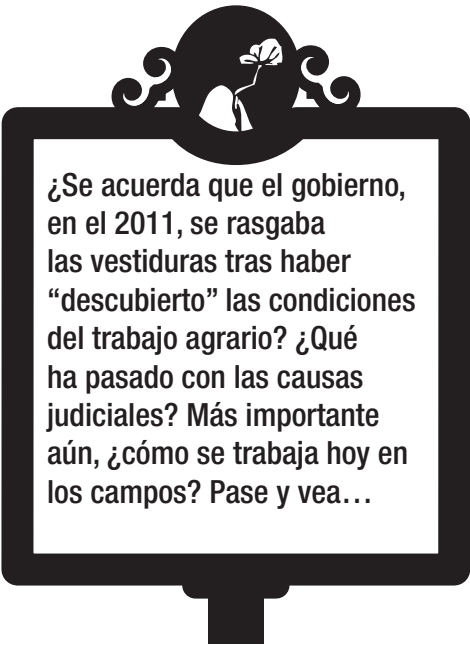 ¿Se acuerda que el gobierno,
en el 2011, se rasgaba
las vestiduras tras haber
“descubierto” las condiciones
del trabajo agrario? ¿Qué
ha pasado con las causas
judiciales? Más importante
aún, ¿cómo se trabaja hoy en
los campos? Pase y vea…